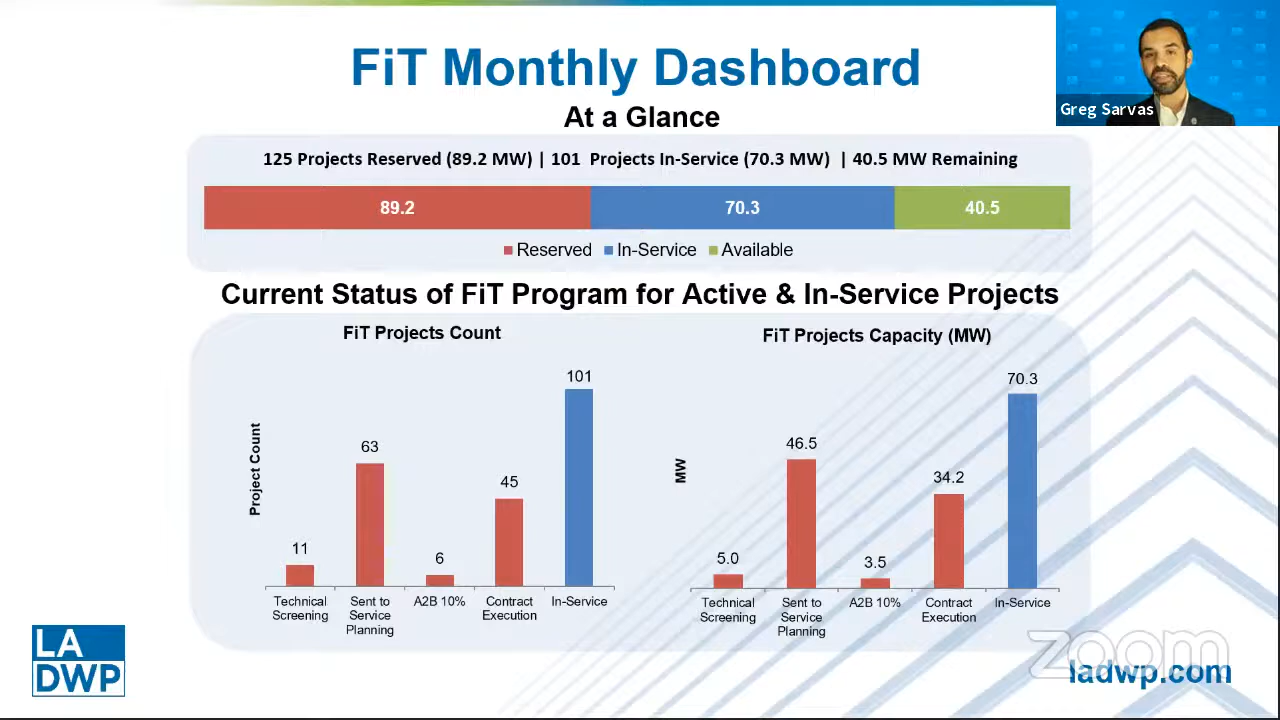 FiT Monthly Dashboard
At a Glance
Greg Sarvas
125 Projects Reserved (89.2 MW) | 101 Projects In-Service (70.3 MW) | 40.5 MW Remaining
89.2 70.3 40.5
Reserved In-Service Available
Current Status of FiT Program for Active & In-Service Projects
FiT Projects Count
Project Count
101
63
45
11
6
Technical Screening
Sent to Service Planning
A2B 10%
Contract Execution
In-Service
FiT Projects Capacity (MW)
MW
70.3
46.5
34.2
5.0
3.5
Technical Screening
Sent to Service Planning
A2B 10%
Contract Execution
In-Service
LA
DWP
zoom
ladwp.com